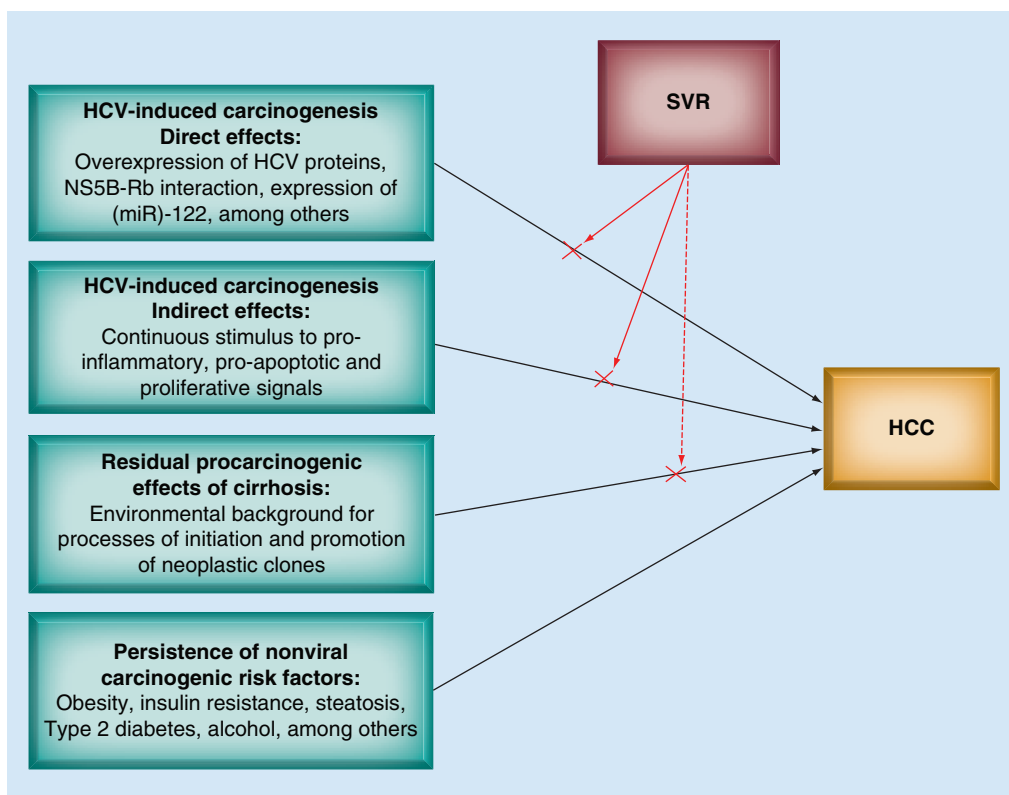 HCV-induced carcinogenesis
Direct effects:
Overexpression of HCV proteins,
NS5B-Rb interaction, expression of
(miR)-122, among others
SVR
HCV-induced carcinogenesis
Indirect effects:
Continuous stimulus to pro-
inflammatory, pro-apoptotic and
proliferative signals
HCC
Residual procarcinogenic
effects of cirrhosis:
Environmental background for
processes of initiation and promotion
of neoplastic clones
Persistence of nonviral
carcinogenic risk factors:
Obesity, insulin resistance, steatosis,
Type 2 diabetes, alcohol, among others